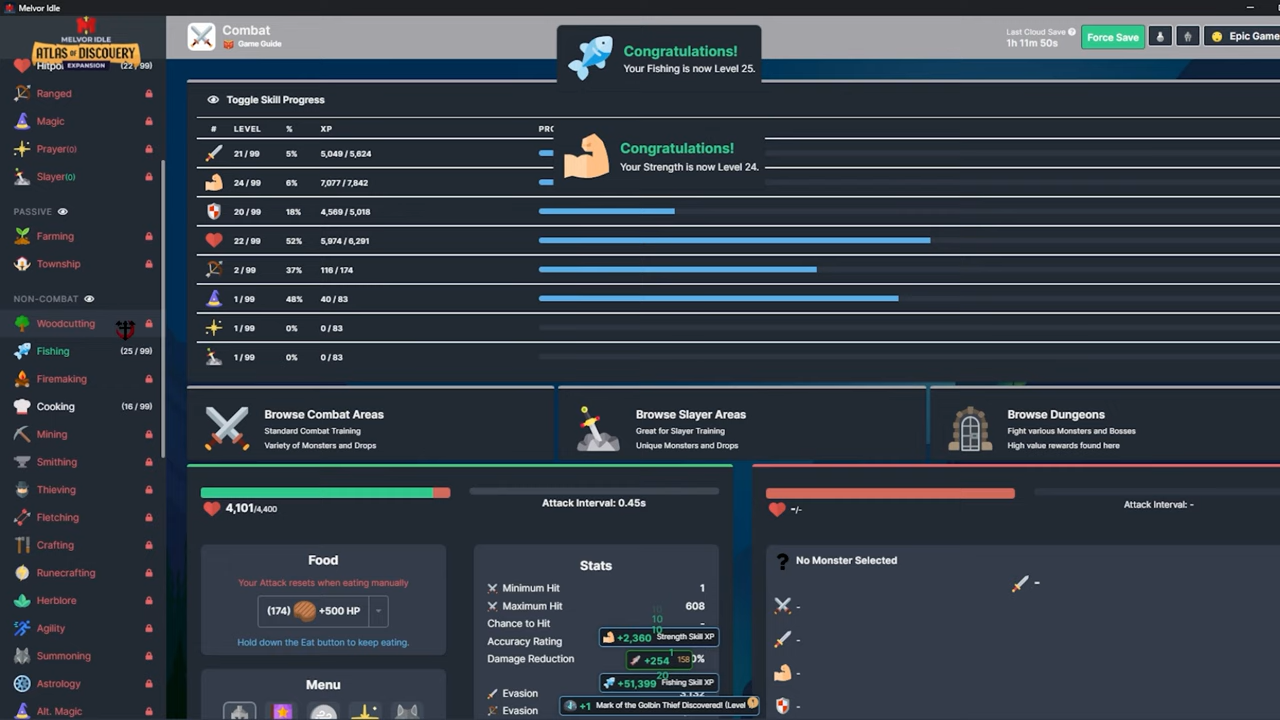 Melvor Idle
MELVOR IDLE
ATLAS OF DISCOVERY
EXPANSION
Combat
Game Guide
Congratulations!
Your Fishing is now Level 25.
Last Cloud Save
1h 11m 50s
Force Save
Epic Game
(22 / 99)
Ranged
Magic
Prayer(0)
Slayer(0)
PASSIVE
Farming
Township
NON-COMBAT
Woodcutting
Fishing (25 / 99)
Firemaking
Cooking (16 / 99)
Mining
Smithing
Thieving
Fletching
Crafting
Runecrafting
Herblore
Agility
Summoning
Astrology
Alt. Magic
Toggle Skill Progress
# LEVEL % XP
Congratulations!
Your Strength is now Level 24.
21 / 99 5% 5,049 / 5,624
24 / 99 6% 7,077 / 7,842
20 / 99 18% 4,569 / 5,018
22 / 99 52% 5,974 / 6,291
2 / 99 37% 116 / 174
1 / 99 48% 40 / 83
1 / 99 0% 0 / 83
1 / 99 0% 0 / 83
Browse Combat Areas
Standard Combat Training
Variety of Monsters and Drops
Browse Slayer Areas
Great for Slayer Training
Unique Monsters and Drops
Browse Dungeons
Fight various Monsters and Bosses
High value rewards found here
4,101/4,400
Attack Interval: 0.45s
Food
Your Attack resets when eating manually
(174) +500 HP
Hold down the Eat button to keep eating.
Menu
Stats
Minimum Hit 1
Maximum Hit 608
Chance to Hit -
Accuracy Rating
Damage Reduction
Evasion
Evasion
+2,360 Strength Skill XP
+254
+51,399 Fishing Skill XP
+1 Mark of the Golbin Thief Discovered! (Level
-/-
Attack Interval: -
No Monster Selected
-
-
-
-
-